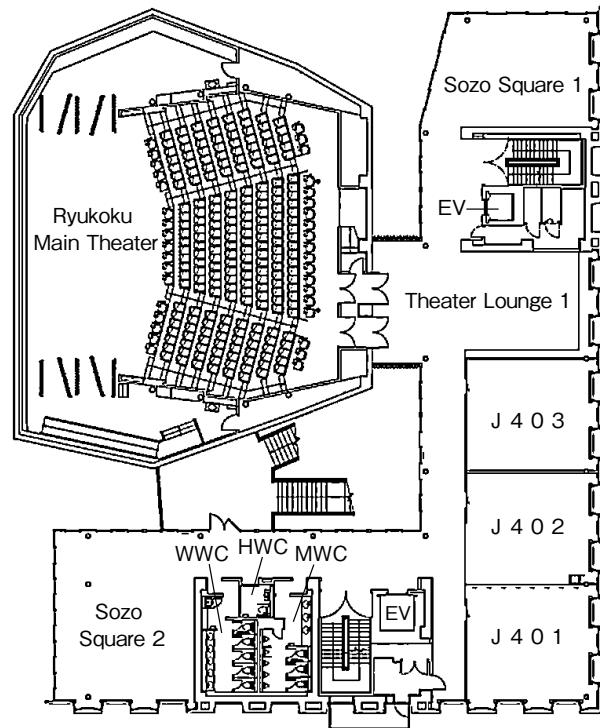 Sozo Square 1
EV
Ryukoku
Main Theater
Theater Lounge 1
J 4 0 3
J 4 0 2
HWC
WWC
MWC
EV
Sozo
Square 2
J 4 0 1